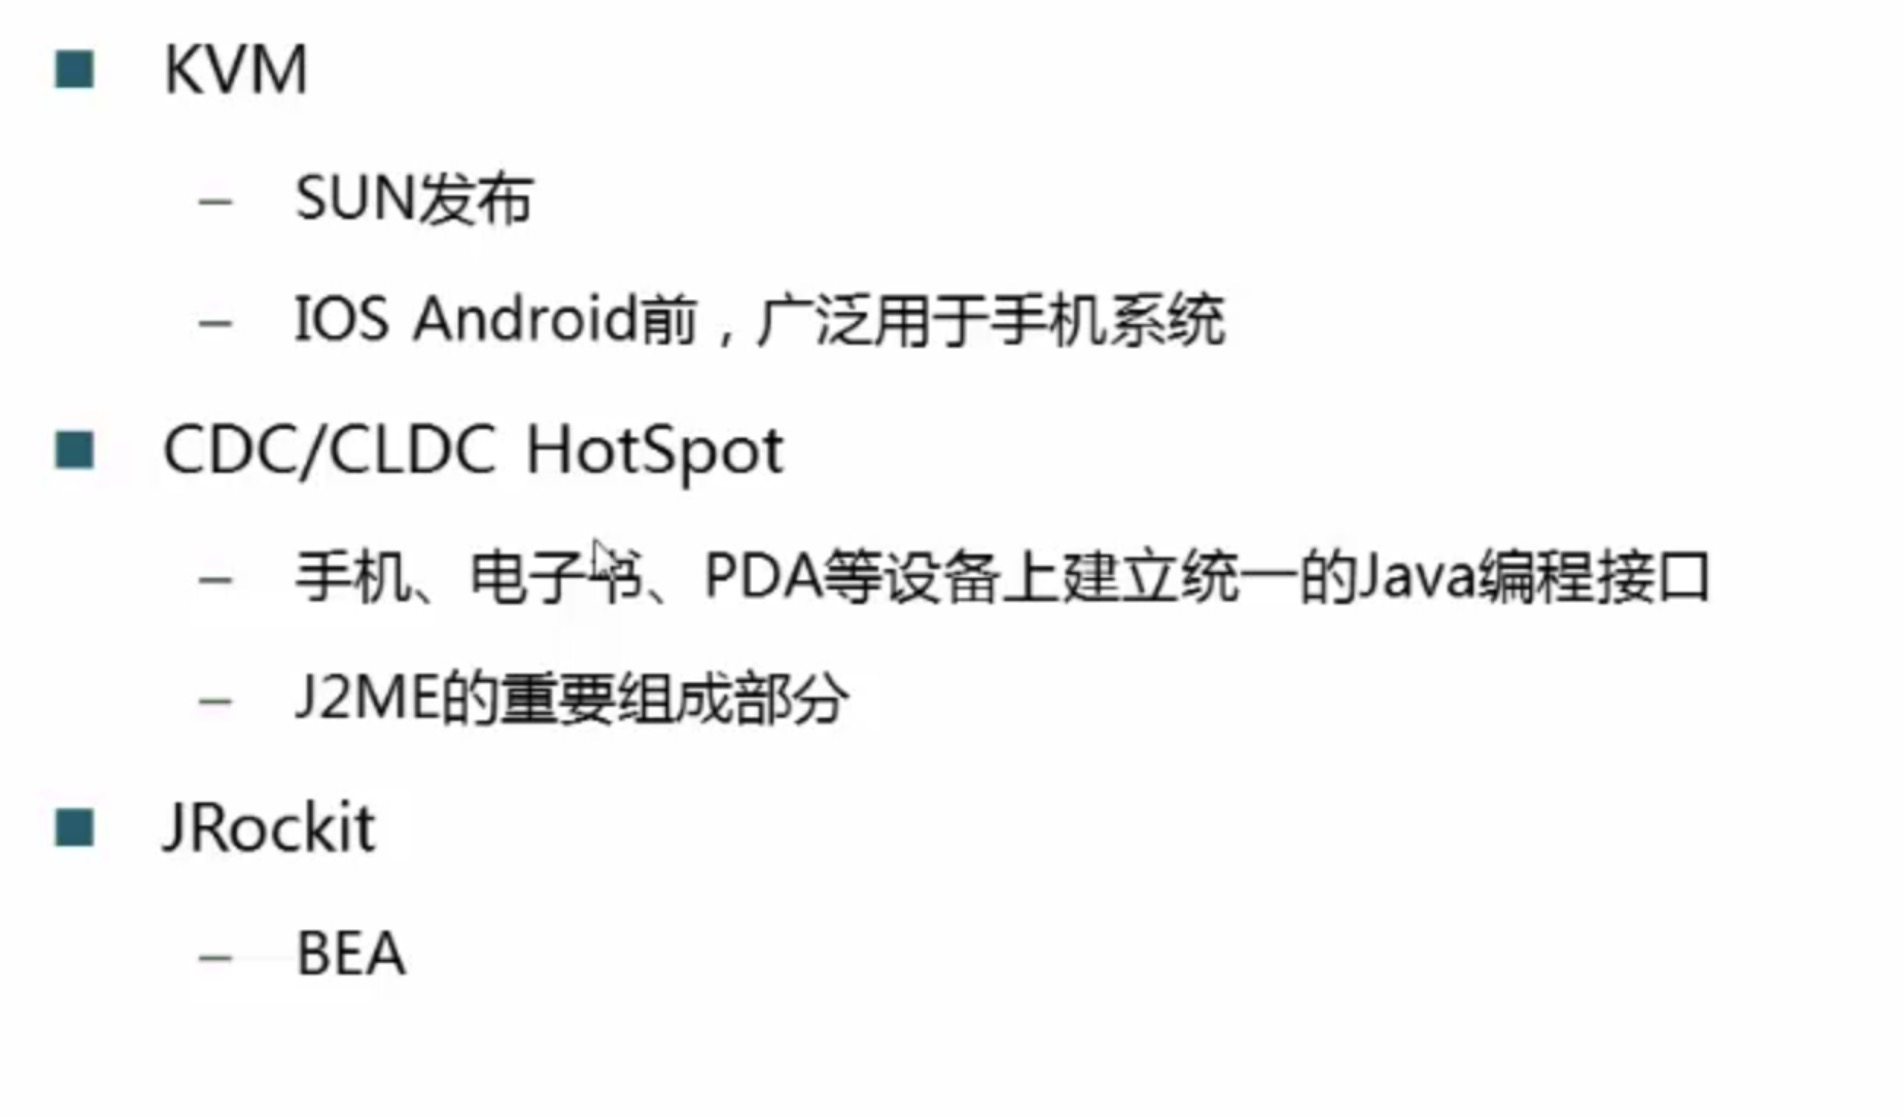 KVM
SUN发布
IOS Android前，广泛用于手机系统
CDC/CLDC HotSpot
手机、电子书、PDA等设备上建立统一的Java编程接口
J2ME的重要组成部分
JRockit
BEA